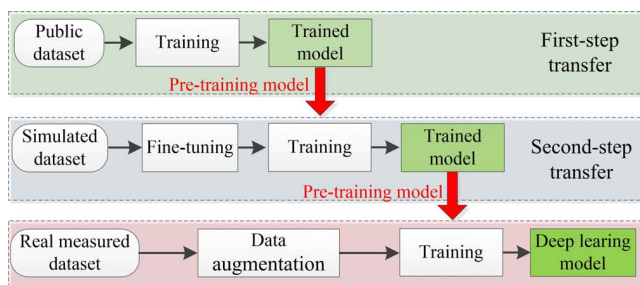 Public
dataset
Training
Trained
model
First-step
transfer
Pre-training model
Simulated
dataset
Fine-tuning
Training
Trained
model
Second-step
transfer
Pre-training model
Real measured
dataset
Data
augmentation
Training
Deep learing
model